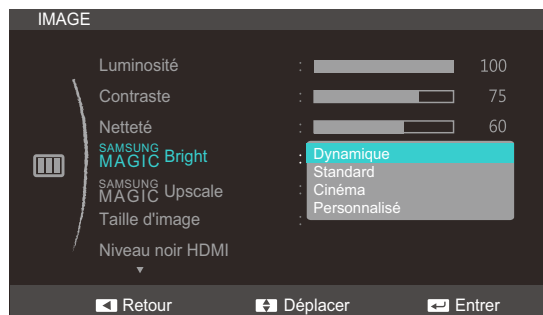 IMAGE
Luminosité : 100
Contraste : 75
Netteté : 60
SAMSUNG MAGIC Bright : Dynamique
Standard
Cinéma
Personnalisé
SAMSUNG MAGIC Upscale :
Taille d'image :
Niveau noir HDMI
Retour Déplacer Entrer